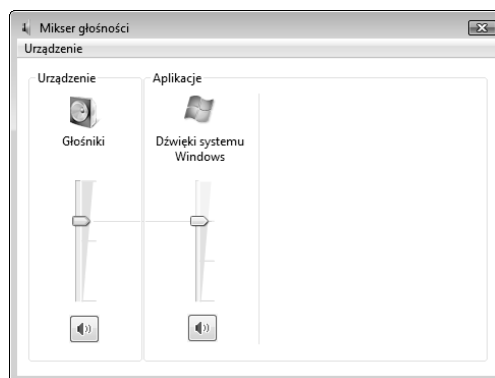 Mikser głośności
Urządzenie
Urządzenie
Aplikacje
Głośniki
Dźwięki systemu
Windows